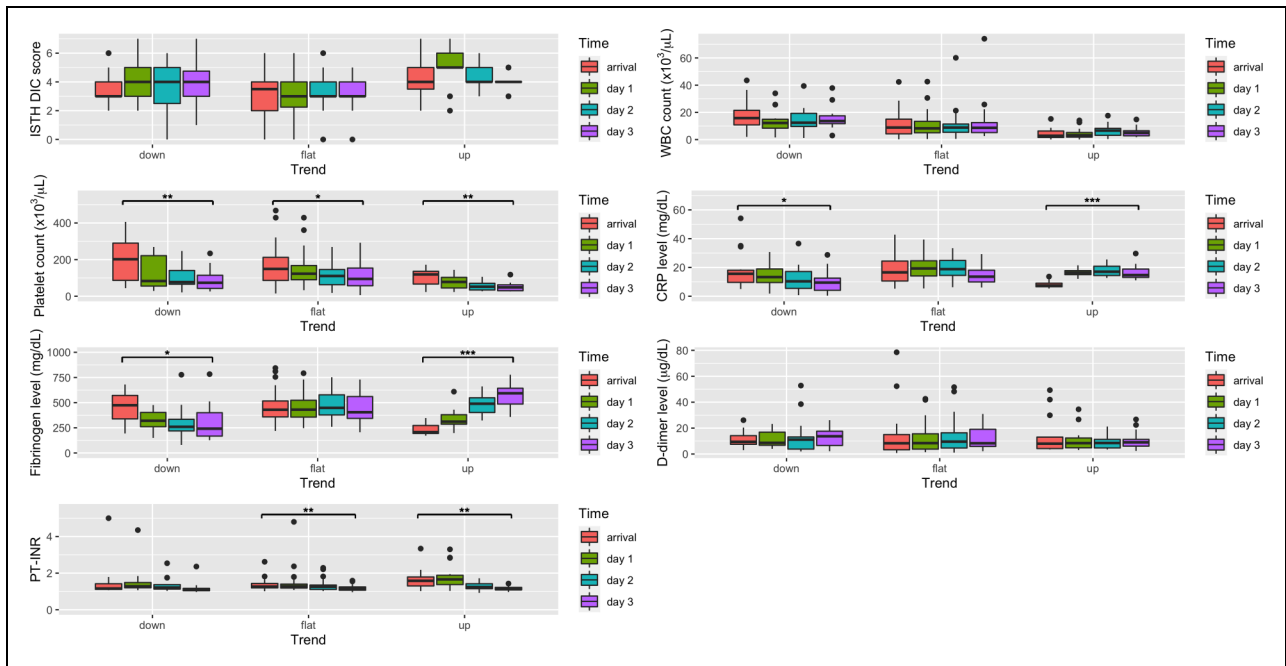 ISTH DIC score
6
4
2
0
down
flat
up
Trend
Time
arrival
day 1
day 2
day 3
WBC count (x10³/μL)
60
40
20
0
down
flat
up
Trend
Time
arrival
day 1
day 2
day 3
Platelet count (x10³/μL)
400
200
0
**
*
**
down
flat
up
Trend
Time
arrival
day 1
day 2
day 3
CRP level (mg/dL)
60
40
20
0
*
***
down
flat
up
Trend
Time
arrival
day 1
day 2
day 3
Fibrinogen level (mg/dL)
1000
750
500
250
0
*
***
down
flat
up
Trend
Time
arrival
day 1
day 2
day 3
D-dimer level (μg/dL)
80
60
40
20
0
down
flat
up
Trend
Time
arrival
day 1
day 2
day 3
PT-INR
4
2
0
**
**
down
flat
up
Trend
Time
arrival
day 1
day 2
day 3